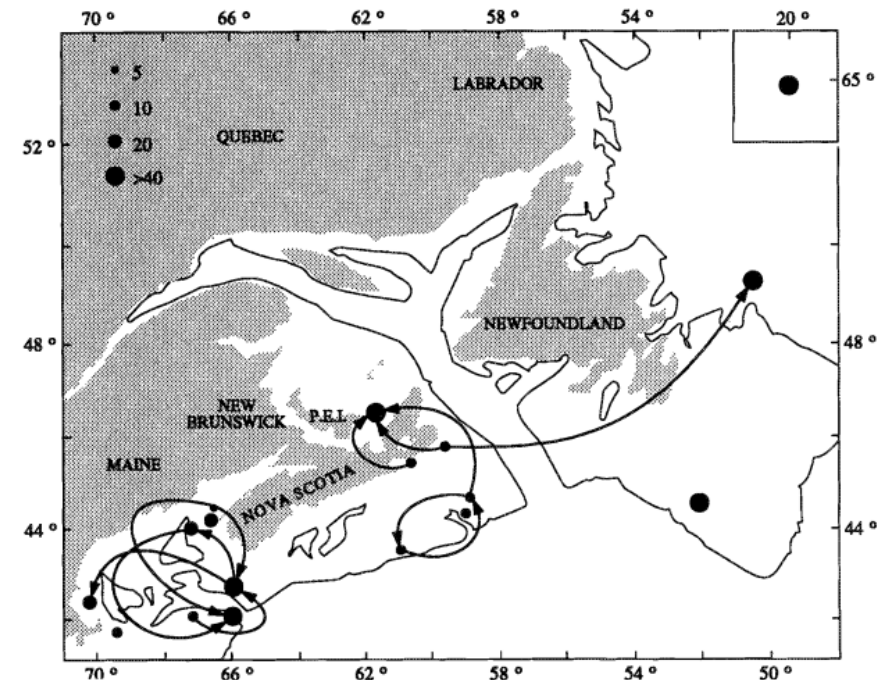 70 ° 66 ° 62 ° 58 ° 54 ° 20 °
65 °
5
10
20
>40
LABRADOR
QUEBEC
52 °
NEWFOUNDLAND
48 ° 48 °
NEW
BRUNSWICK
P.E.I.
MAINE
NOVA SCOTIA
44 ° 44 °
70 ° 66 ° 62 ° 58 ° 54 ° 50 °